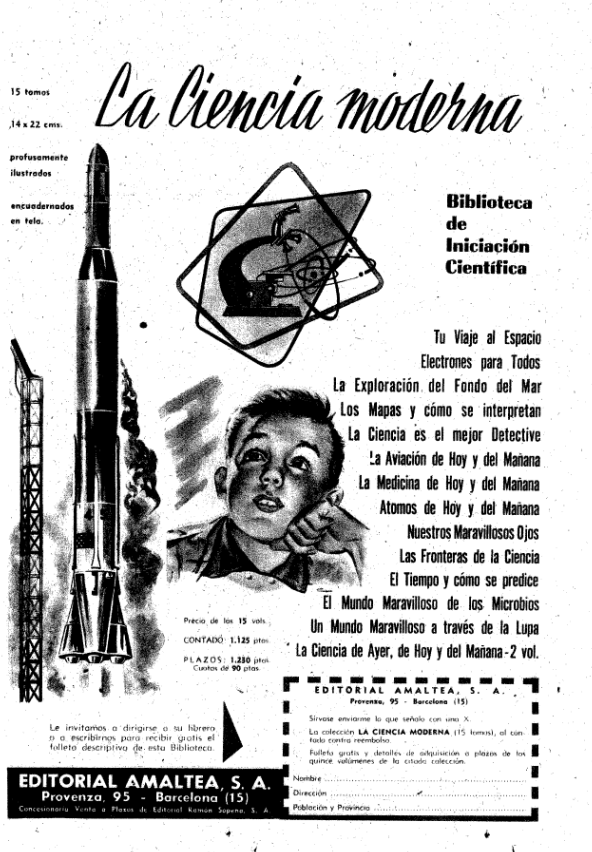 La Ciencia moderna
15 tomos
14 x 22 cms.
profusamente
ilustrados
encuadernados
en tela.
Biblioteca
de
Iniciación
Científica
Tu Viaje al Espacio
Electrones para Todos
La Exploración del Fondo del Mar
Los Mapas y cómo se interpretan
La Ciencia es el mejor Detective
La Aviación de Hoy y del Mañana
La Medicina de Hoy y del Mañana
Atomos de Hoy y del Mañana
Nuestros Maravillosos Ojos
Las Fronteras de la Ciencia
El Tiempo y cómo se predice
El Mundo Maravilloso de los Microbios
Un Mundo Maravilloso a través de la Lupa
La Ciencia de Ayer, de Hoy y del Mañana - 2 vol.
Precio de los 15 vols.
CONTADO: 1.125 ptas.
PLAZOS: 1.280 ptas.
Cuotas de 90 ptas.
Le invitamos a dirigirse a su librero
o a escribirnos para recibir gratis el
folleto descriptivo de esta Biblioteca.
EDITORIAL AMALTEA, S. A.
Provenza, 95 - Barcelona (15)
Concesionaria Venta a Plazos de Editorial Ramón Sopena, S. A.
EDITORIAL AMALTEA, S. A.
Provenza, 95 - Barcelona (15)
Sírvase enviarme lo que señalo con una X.
La colección LA CIENCIA MODERNA (15 tomos), al con-
tado contra reembolso.
Folleto gratis y detalles de adquisición a plazos de los
quince volúmenes de la citada colección.
Nombre
Dirección
Población y Provincia